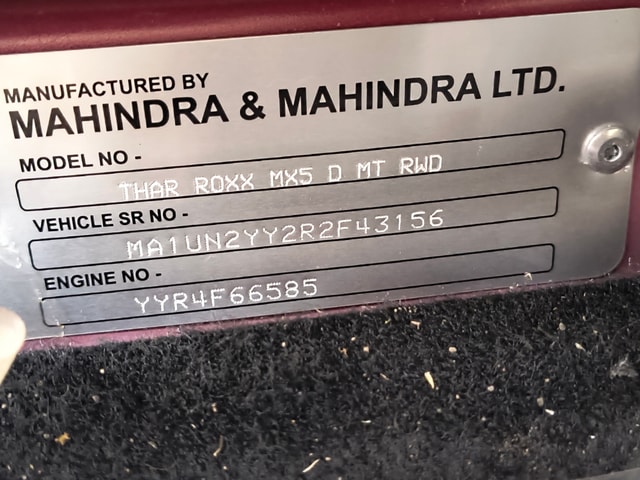 MANUFACTURED BY
MAHINDRA & MAHINDRA LTD.
MODEL NO -
THAR ROXX MX5 D MT RWD
VEHICLE SR NO -
MA1UN2YY2R2F43156
ENGINE NO -
YYR4F66585